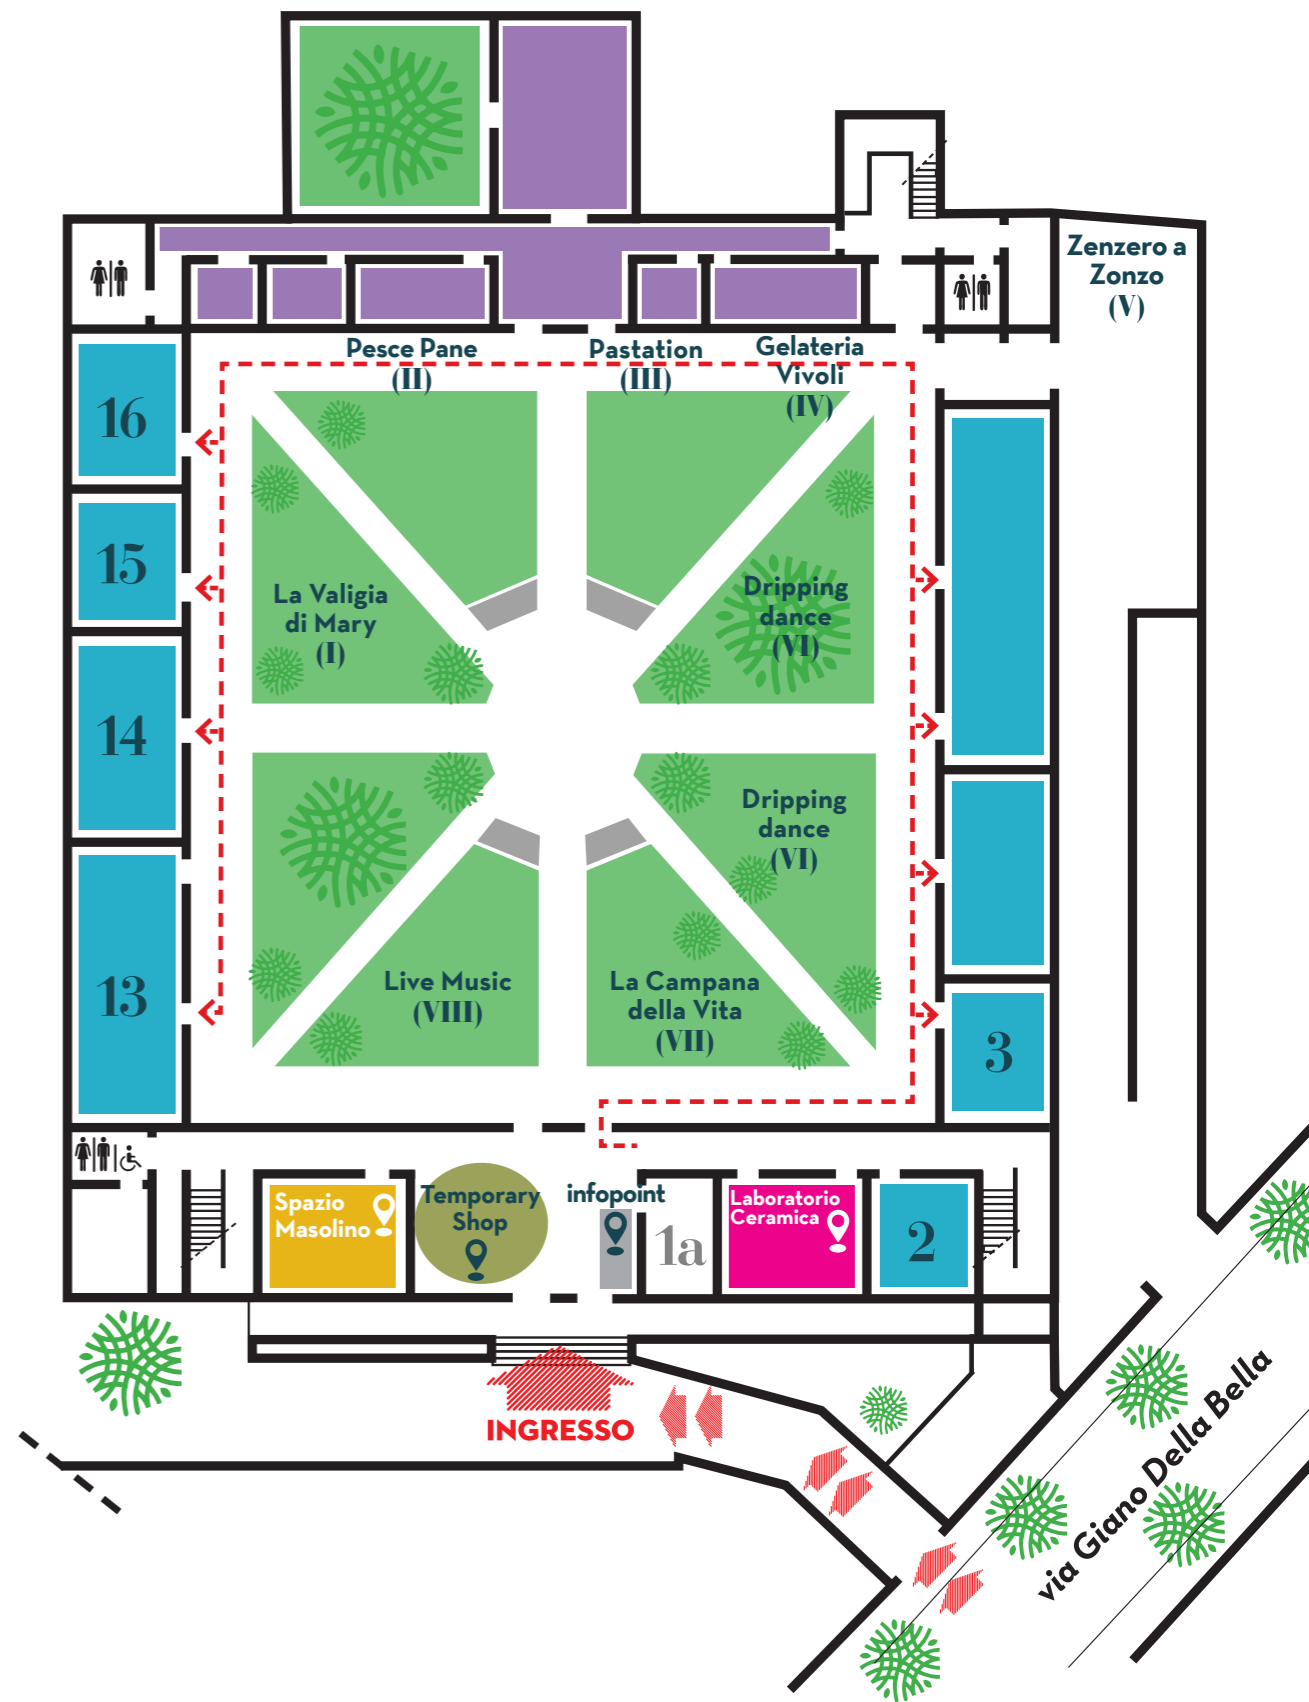 Zenzero a
Zonzo
(V)
Pesce Pane
(II)
Pastation
(III)
Gelateria
Vivoli
(IV)
16
15
14
13
La Valigia
di Mary
(I)
Dripping
dance
(VI)
Dripping
dance
(VI)
Live Music
(VIII)
La Campana
della Vita
(VII)
3
Spazio
Masolino
Temporary
Shop
infopoint
1a
Laboratorio
Ceramica
2
INGRESSO
via Giano Della Bella